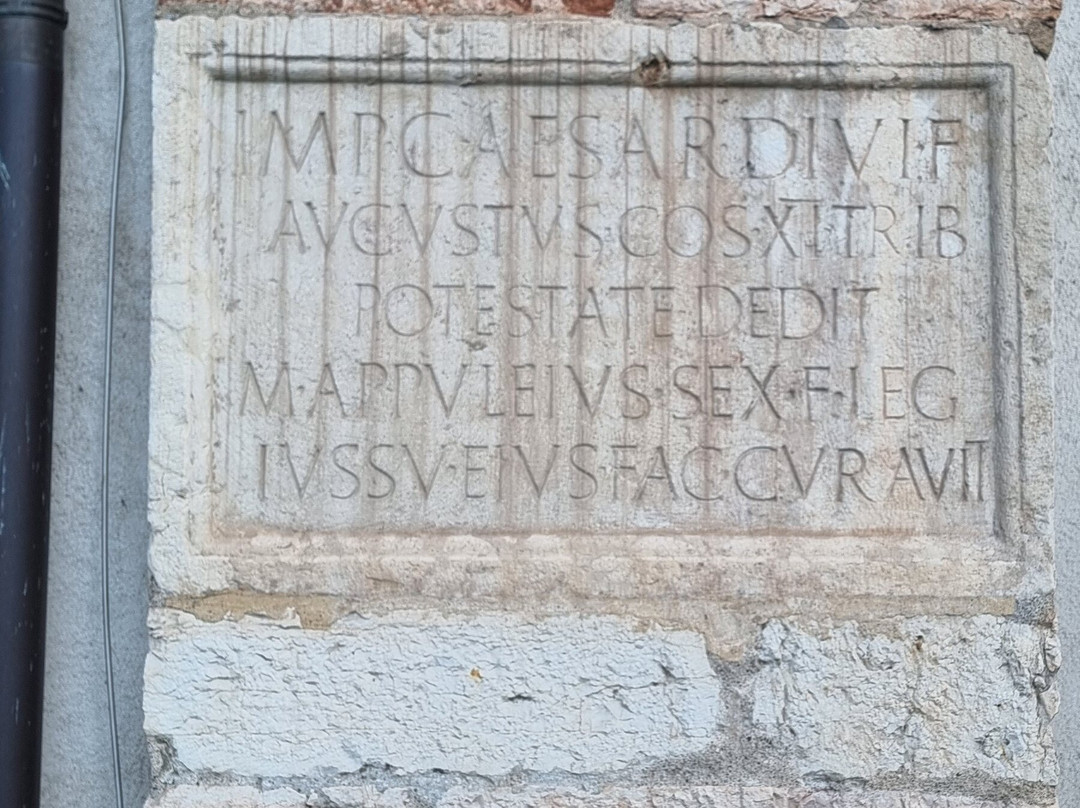 IMP CAESAR DIVI F
AVGVSTVS·COS·XI TRIB
POTESTATE·DEDIT
M·APPVLEIVS·SEX·F·LEG
IVSSV·EIVS FAC CVRAVIT